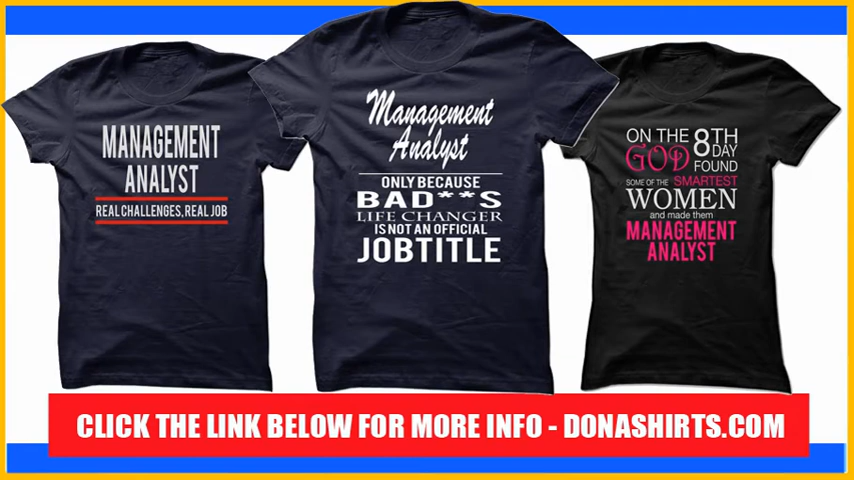 MANAGEMENT
ANALYST
REAL CHALLENGES, REAL JOB
Management
Analyst
ONLY BECAUSE
BAD**S
LIFE CHANGER
IS NOT AN OFFICIAL
JOBTITLE
ON THE 8TH
GOD DAY
FOUND
SOME OF THE SMARTEST
WOMEN
and made them
MANAGEMENT
ANALYST
CLICK THE LINK BELOW FOR MORE INFO - DONASHIRTS.COM